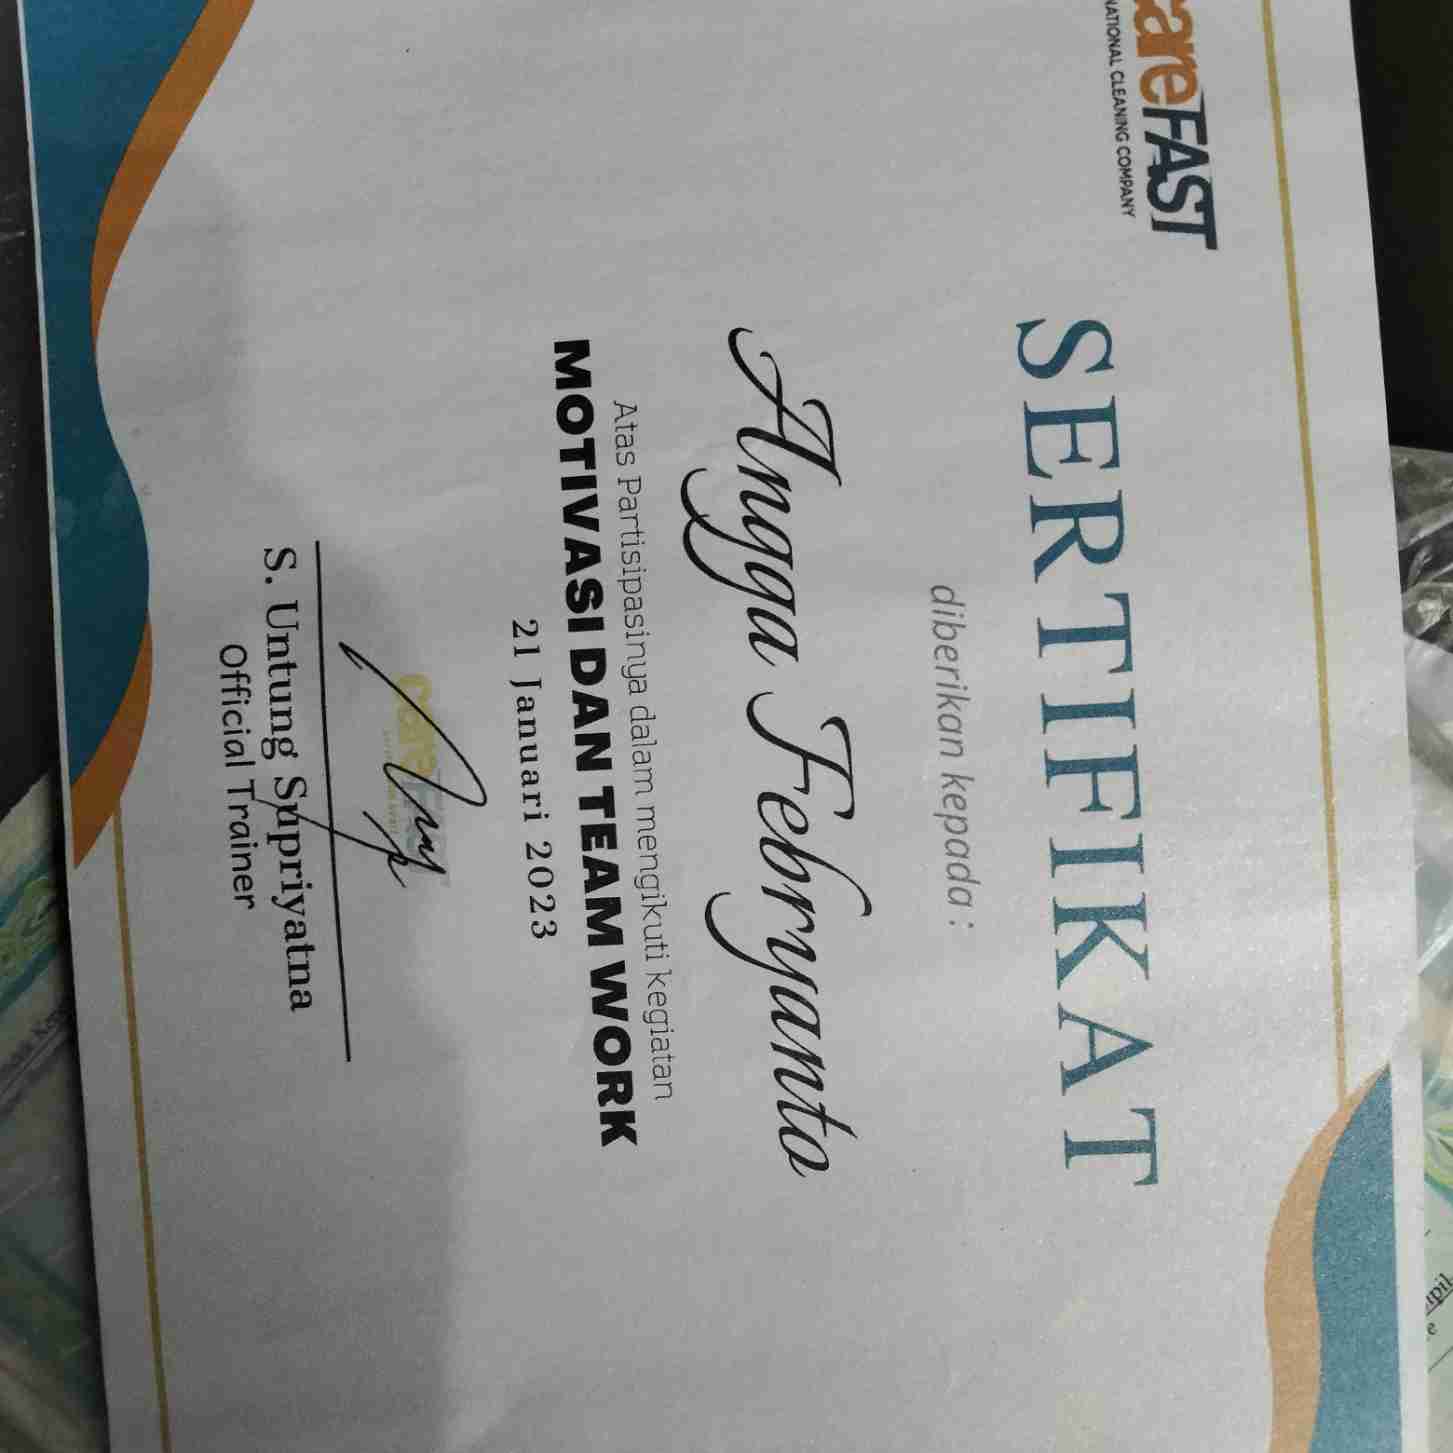 careFAST
NATIONAL CLEANING COMPANY
SERTIFIKAT
diberikan kepada :
Angga Febryanto
Atas Partisipasinya dalam mengikuti kegiatan
MOTIVASI DAN TEAM WORK
21 Januari 2023
S. Untung Supriyatna
Official Trainer